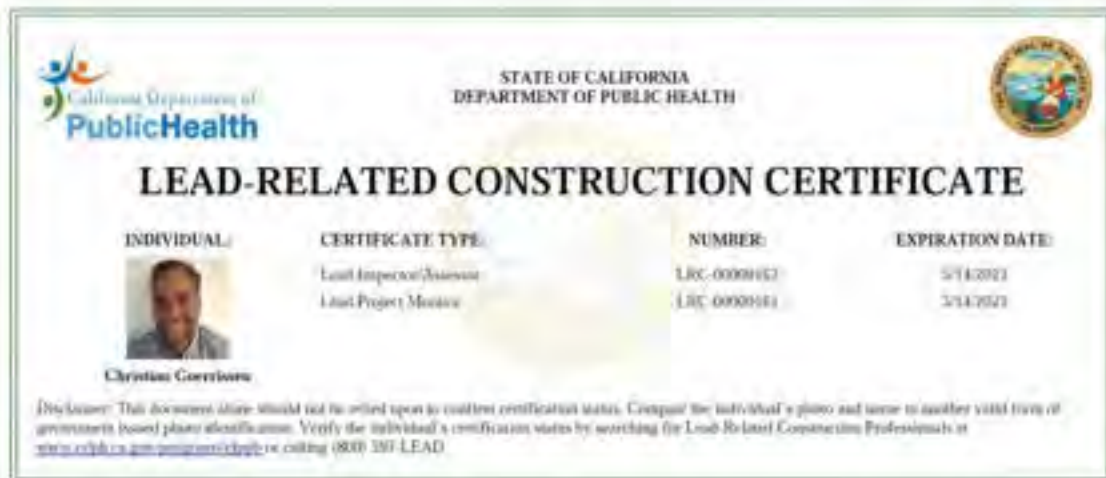 California Department of
PublicHealth
STATE OF CALIFORNIA
DEPARTMENT OF PUBLIC HEALTH
LEAD-RELATED CONSTRUCTION CERTIFICATE
INDIVIDUAL:
CERTIFICATE TYPE:
NUMBER:
EXPIRATION DATE:
Lead Inspector/Assessor
Lead Project Monitor
Christian
Disclaimer: This document alone should not be relied upon to confirm certification status. Compare the individual's photo and name to another valid form of
government issued photo identification. Verify the individual's certification status by searching for Lead-Related Construction Professionals at
or calling (800) 597-LEAD